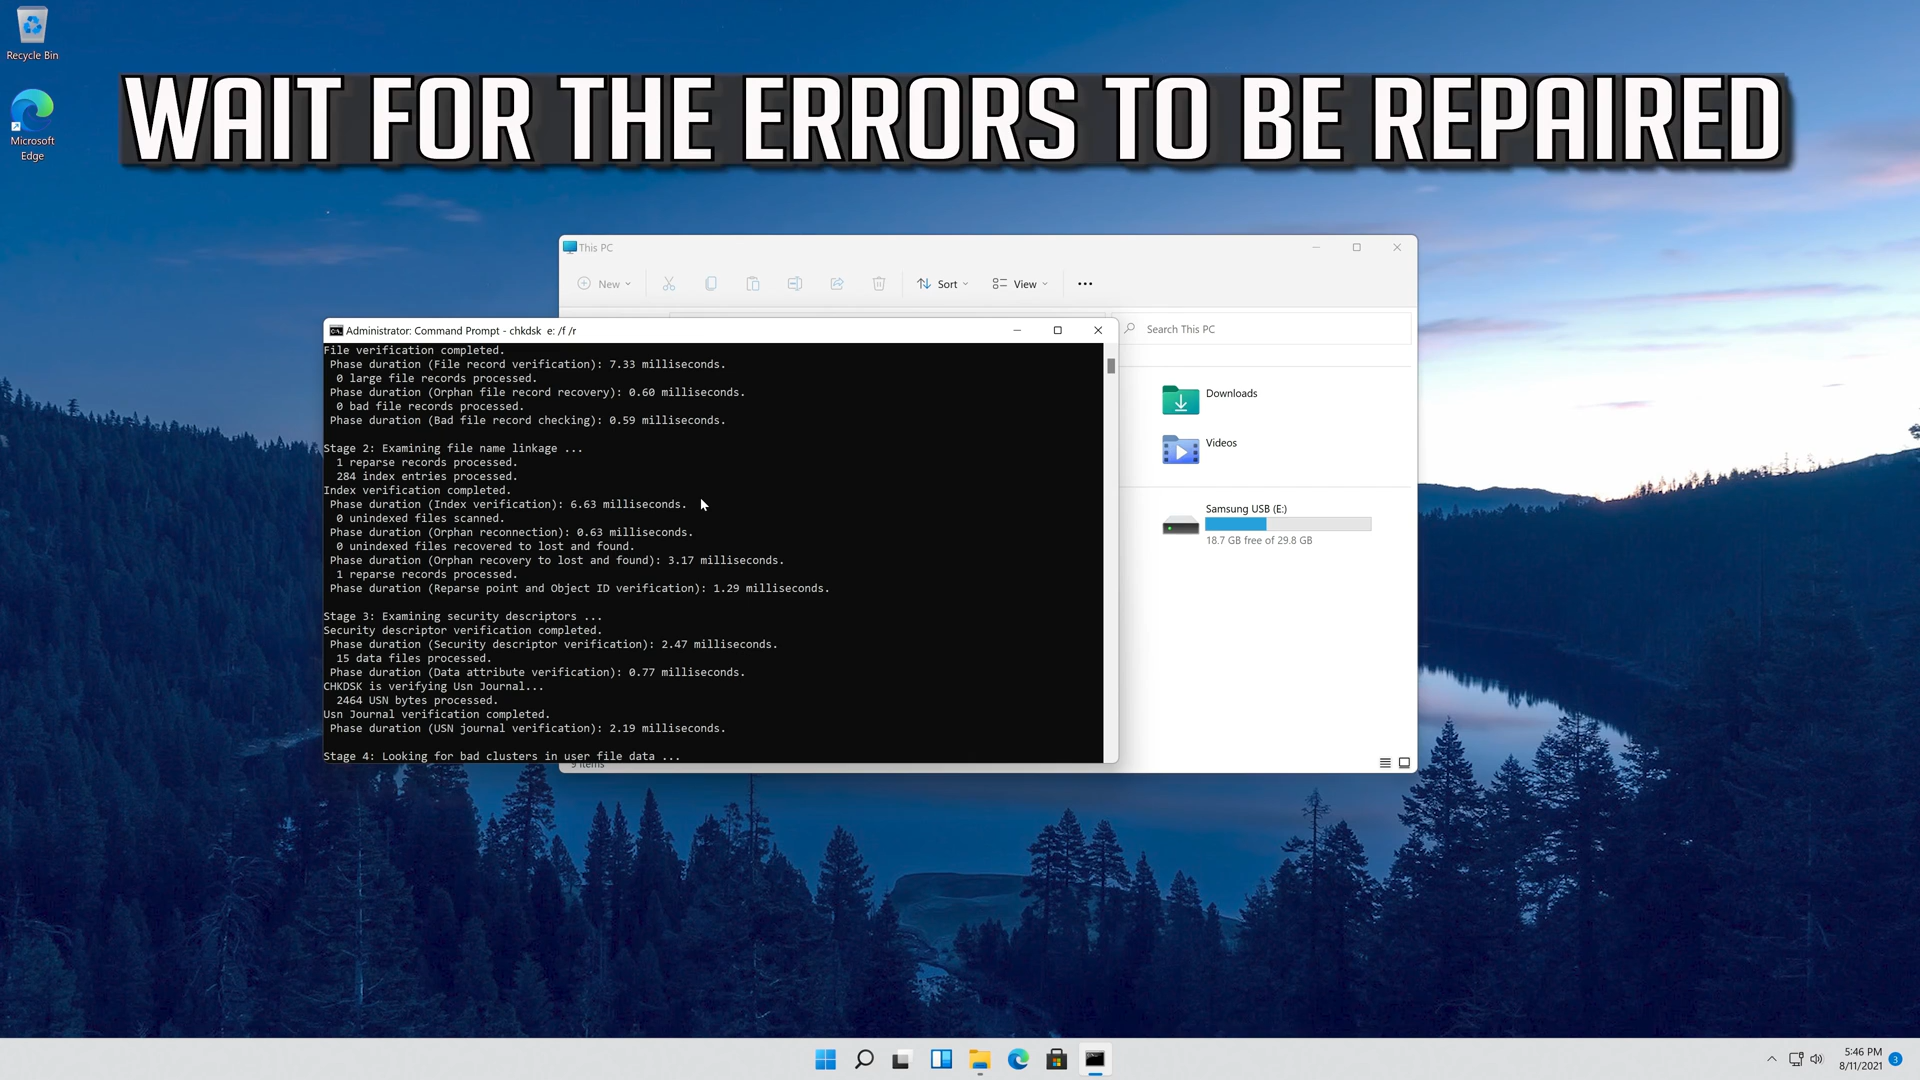 Recycle Bin
Microsoft
Edge
WAIT FOR THE ERRORS TO BE REPAIRED
This PC
New
Sort
View
Search This PC
Administrator: Command Prompt - chkdsk e: /f /r
File verification completed.
Phase duration (File record verification): 7.33 milliseconds.
0 large file records processed.
Phase duration (Orphan file record recovery): 0.60 milliseconds.
0 bad file records processed.
Phase duration (Bad file record checking): 0.59 milliseconds.
Stage 2: Examining file name linkage ...
1 reparse records processed.
284 index entries processed.
Index verification completed.
Phase duration (Index verification): 6.63 milliseconds.
0 unindexed files scanned.
Phase duration (Orphan reconnection): 0.63 milliseconds.
0 unindexed files recovered to lost and found.
Phase duration (Orphan recovery to lost and found): 3.17 milliseconds.
1 reparse records processed.
Phase duration (Reparse point and Object ID verification): 1.29 milliseconds.
Stage 3: Examining security descriptors ...
Security descriptor verification completed.
Phase duration (Security descriptor verification): 2.47 milliseconds.
15 data files processed.
Phase duration (Data attribute verification): 0.77 milliseconds.
CHKDSK is verifying Usn Journal...
2464 USN bytes processed.
Usn Journal verification completed.
Phase duration (USN journal verification): 2.19 milliseconds.
Stage 4: Looking for bad clusters in user file data ...
Downloads
Videos
Samsung USB (E:)
18.7 GB free of 29.8 GB
items
5:46 PM
8/11/2021
3